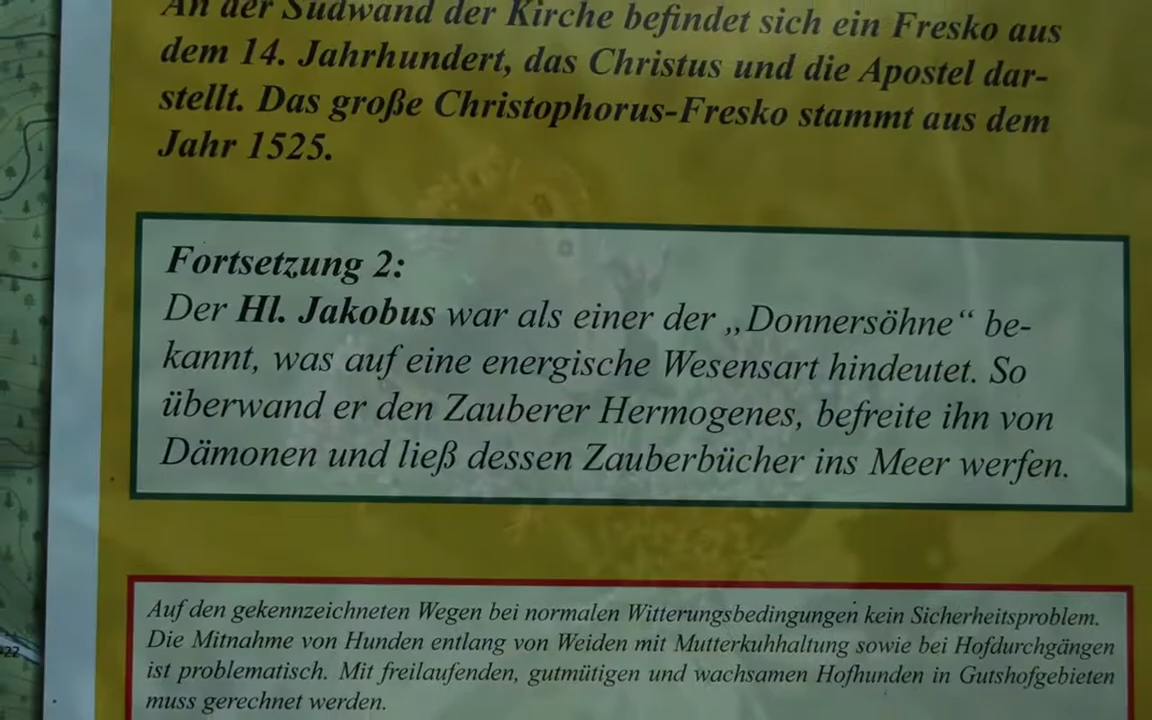 An der Südwand der Kirche befindet sich ein Fresko aus
dem 14. Jahrhundert, das Christus und die Apostel dar-
stellt. Das große Christophorus-Fresko stammt aus dem
Jahr 1525.
Fortsetzung 2:
Der Hl. Jakobus war als einer der „Donnersöhne“ be-
kannt, was auf eine energische Wesensart hindeutet. So
überwand er den Zauberer Hermogenes, befreite ihn von
Dämonen und ließ dessen Zauberbücher ins Meer werfen.
Auf den gekennzeichneten Wegen bei normalen Witterungsbedingungen kein Sicherheitsproblem.
Die Mitnahme von Hunden entlang von Weiden mit Mutterkuhhaltung sowie bei Hofdurchgängen
ist problematisch. Mit freilaufenden, gutmütigen und wachsamen Hofhunden in Gutshofgebieten
muss gerechnet werden.